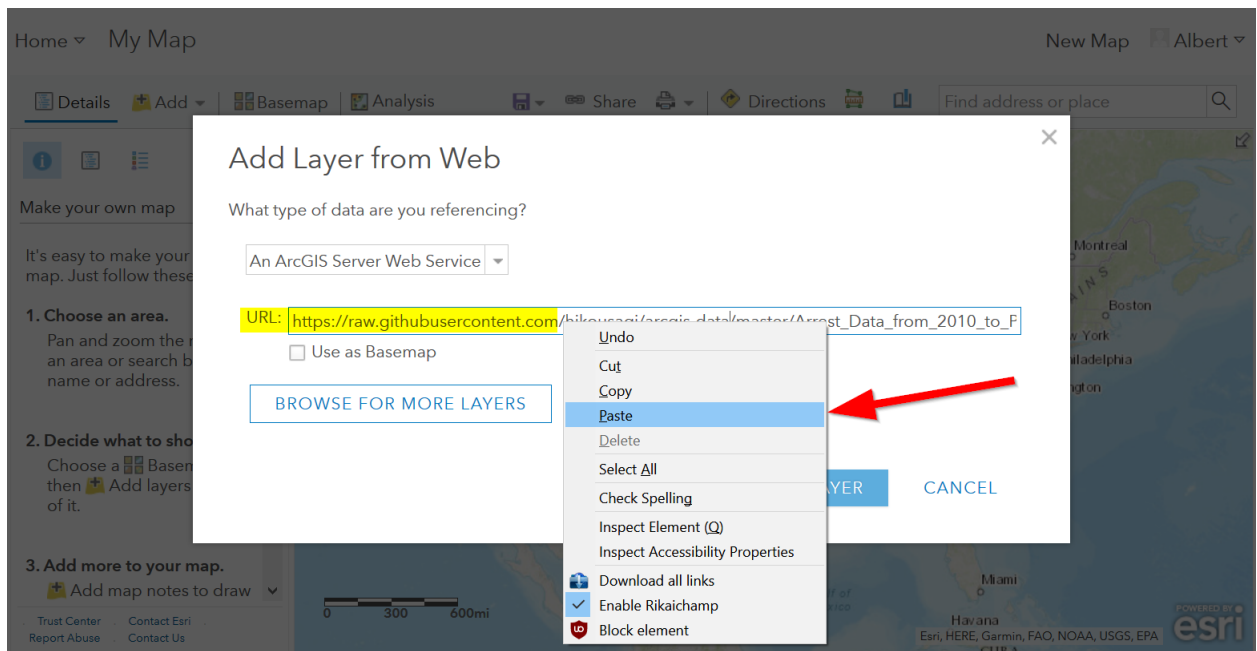 Home My Map New Map Albert
Details Add Basemap Analysis Share Directions Find address or place
Add Layer from Web
What type of data are you referencing?
An ArcGIS Server Web Service
URL: https://raw.githubusercontent.com/hikousagi/arcgis-data/master/Arrest_Data_from_2010_to_P
Use as Basemap
BROWSE FOR MORE LAYERS
YER CANCEL
Undo
Cut
Copy
Paste
Delete
Select All
Check Spelling
Inspect Element (Q)
Inspect Accessibility Properties
Download all links
Enable Rikaichamp
Block element
Make your own map
It's easy to make your
map. Just follow these
1. Choose an area.
Pan and zoom the
an area or search b
name or address.
2. Decide what to sho
Choose a Basem
then Add layers
of it.
3. Add more to your map.
Add map notes to draw
Trust Center Contact Esri
Report Abuse Contact Us
0 300 600mi
Montreal
Boston
w York
iladelphia
ngton
Miami
Havana
CUBA
Esri, HERE, Garmin, FAO, NOAA, USGS, EPA
POWERED BY
esri